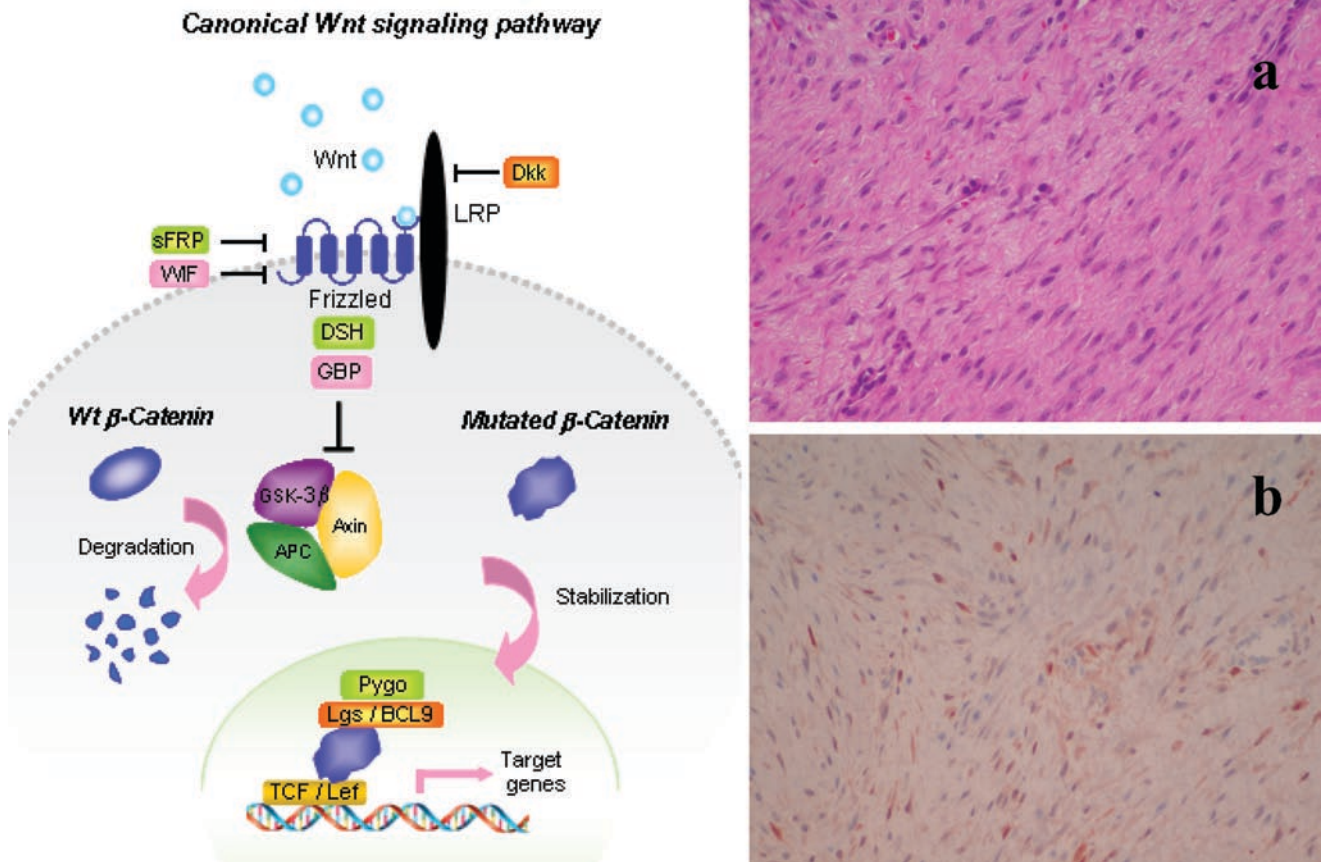 Canonical Wnt signaling pathway
Wnt
Dkk
LRP
sFRP
WIF
Frizzled
DSH
GBP
Wt β-Catenin
Mutated β-Catenin
GSK-3β
Axin
APC
Degradation
Stabilization
Pygo
Lgs / BCL9
TCF / Lef
Target
genes
a
b